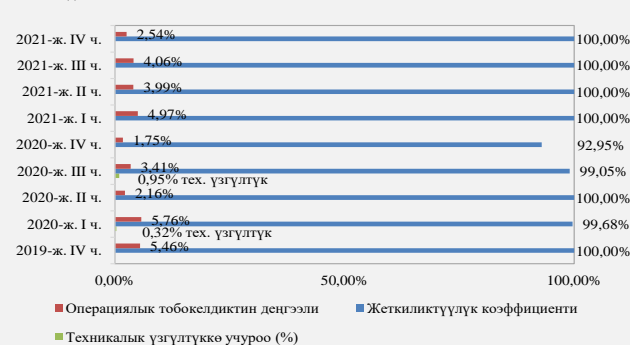 2021-ж. IV ч. 2,54% 100,00%
2021-ж. III ч. 4,06% 100,00%
2021-ж. II ч. 3,99% 100,00%
2021-ж. I ч. 4,97% 100,00%
2020-ж. IV ч. 1,75% 92,95%
2020-ж. III ч. 3,41% 99,05%
0,95% тех. үзгүлтүк
2020-ж. II ч. 2,16% 100,00%
2020-ж. I ч. 5,76% 99,68%
0,32% тех. үзгүлтүк
2019-ж. IV ч. 5,46% 100,00%
0,00% 50,00% 100,00%
Операциялык тобокелдиктин деңгээли Жеткиликтүүлүк коэффициенти
Техникалык үзгүлтүккө учуроо (%)